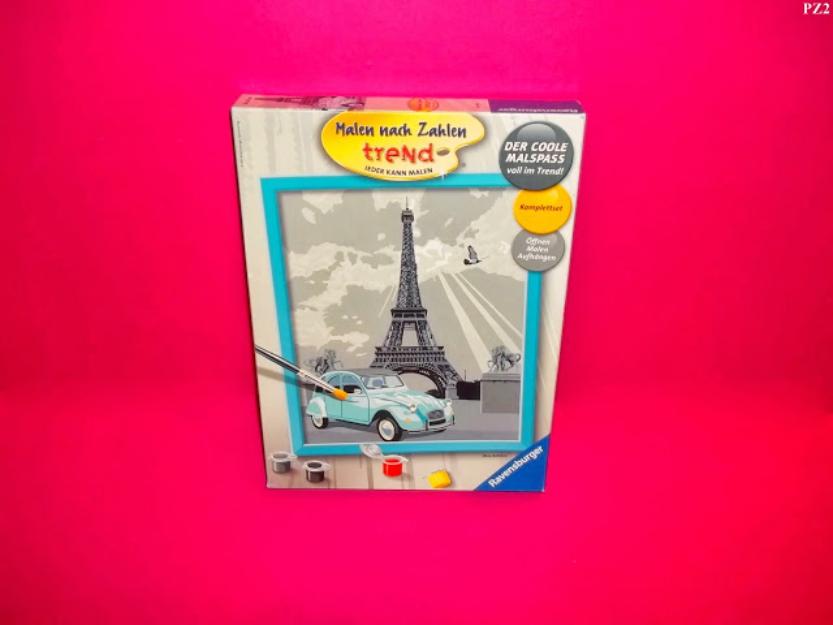 PZ2
Ravensburger
Malen nach Zahlen
treNd
JEDER KANN MALEN
DER COOLE
MALSPASS
voll im Trend!
Komplettset
Öffnen
Malen
Aufhängen
Ravensburger